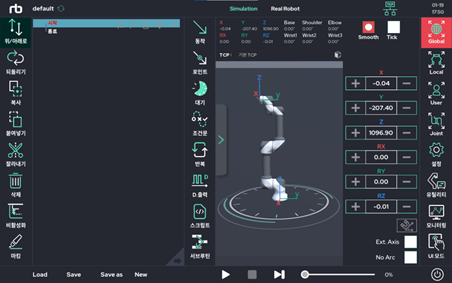 rb
Simulation
Real Robot
01-19
17:50
위/아래로
되돌리기
복사
붙여넣기
잘라내기
삭제
비활성화
마킹
시작
종료
동작
포인트
대기
조건문
반복
D.출력
스크립트
서브루틴
X Y Z Base Shoulder Elbow
-0.04 -207.40 1096.90 0.00° 0.00° 0.00°
RX RY RZ Wrist1 Wrist2 Wrist3
0.00 0.00 -0.01 0.00° 0.00° 0.00°
TCP : 기본 TCP
Z
X
Y
Smooth
Tick
X
-0.04
Y
-207.40
Z
1096.90
RX
0.00
RY
0.00
RZ
-0.01
Ext. Axis
No Arc
Global
Local
User
Joint
설정
유틸리티
모니터링
UI 모드
Load
Save
Save as
New
0%